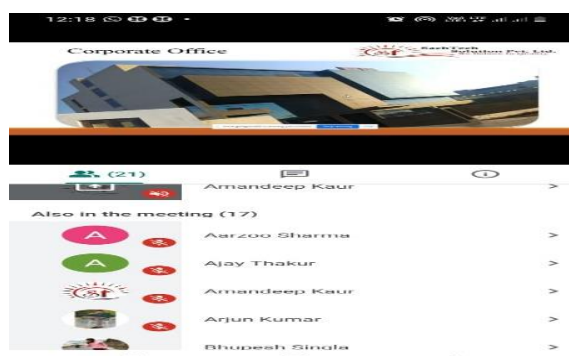 12:18
Corporate Office
SachTech
Solution Pvt. Ltd.
(21)
Amandeep Kaur
Also in the meeting (17)
A
Aarzoo Sharma
A
Ajay Thakur
Amandeep Kaur
Arjun Kumar
Bhupesh Singla